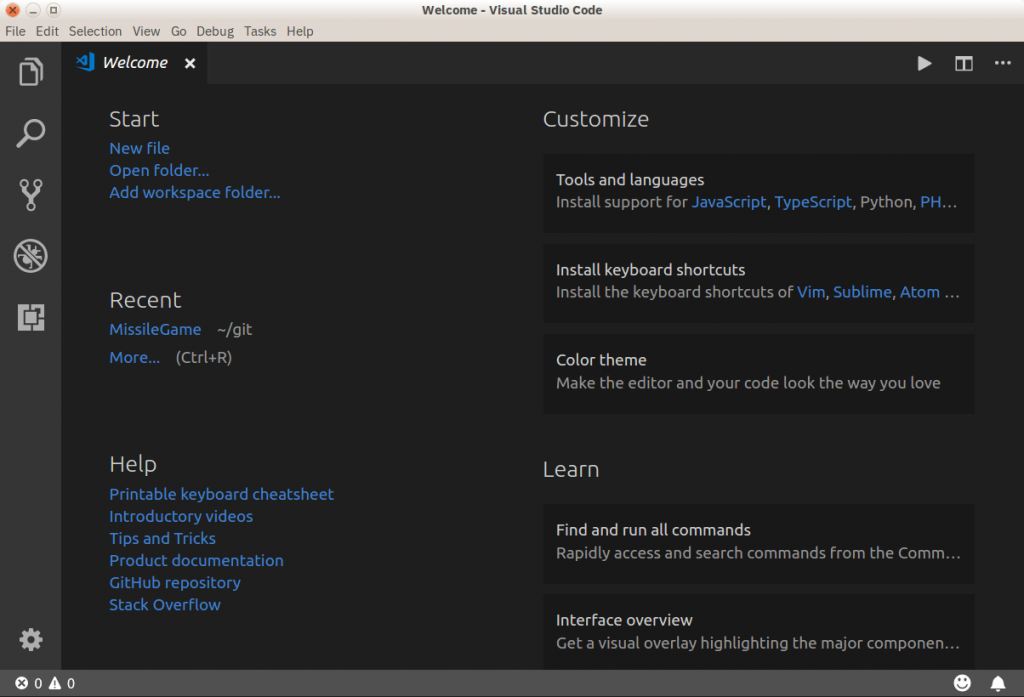 Welcome - Visual Studio Code
File Edit Selection View Go Debug Tasks Help
Welcome
Start
New file
Open folder...
Add workspace folder...
Recent
MissileGame ~/git
More... (Ctrl+R)
Help
Printable keyboard cheatsheet
Introductory videos
Tips and Tricks
Product documentation
GitHub repository
Stack Overflow
Customize
Tools and languages
Install support for JavaScript, TypeScript, Python, PH...
Install keyboard shortcuts
Install the keyboard shortcuts of Vim, Sublime, Atom ...
Color theme
Make the editor and your code look the way you love
Learn
Find and run all commands
Rapidly access and search commands from the Comm...
Interface overview
Get a visual overlay highlighting the major componen...
0 0